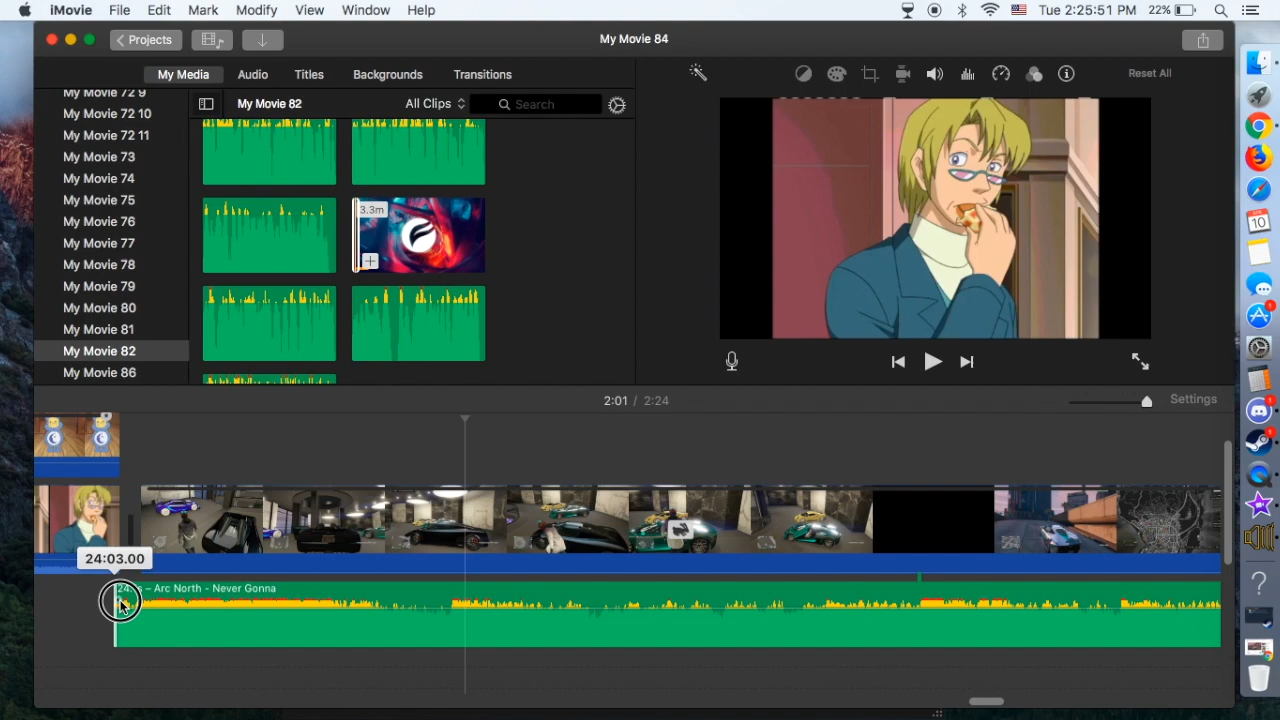 iMovie File Edit Mark Modify View Window Help Tue 2:25:51 PM 22%
Projects My Movie 84
My Media Audio Titles Backgrounds Transitions Reset All
My Movie 82 All Clips Search
My Movie 72 9
My Movie 72 10
My Movie 72 11
My Movie 73
My Movie 74
My Movie 75
My Movie 76
My Movie 77
My Movie 78
My Movie 79
My Movie 80
My Movie 81
My Movie 82
My Movie 86
3.3m
10
2:01 / 2:24 Settings
24:03.00
– Arc North - Never Gonna